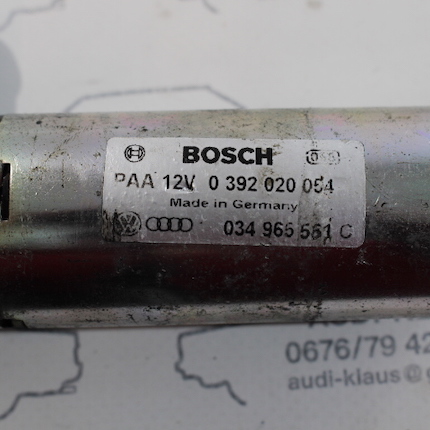 BOSCH
PAA 12V 0 392 020 054
Made in Germany
034 965 561 C
0676/79 42
audi-klaus@g